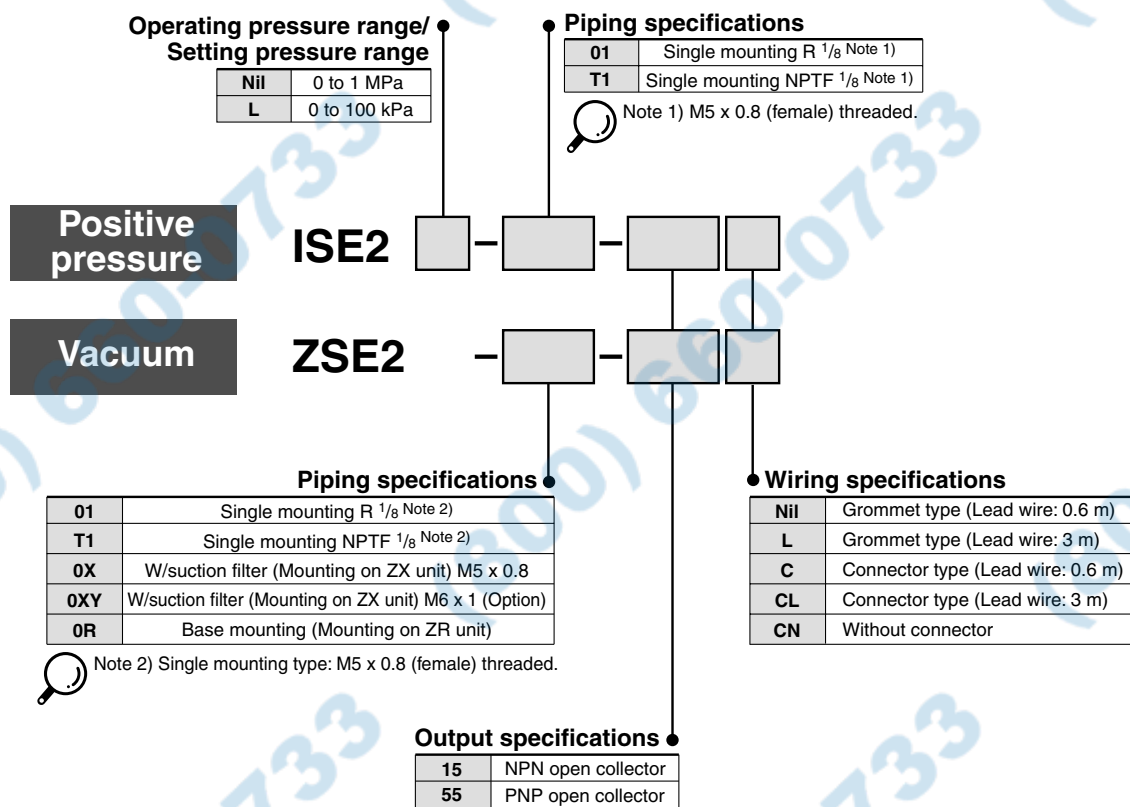 Operating pressure range/
Setting pressure range
Nil 0 to 1 MPa
L 0 to 100 kPa
Piping specifications
01 Single mounting R 1/8 Note 1)
T1 Single mounting NPTF 1/8 Note 1)
Note 1) M5 x 0.8 (female) threaded.
Positive
pressure
ISE2 - -
Vacuum
ZSE2 - -
Piping specifications
01 Single mounting R 1/8 Note 2)
T1 Single mounting NPTF 1/8 Note 2)
0X W/suction filter (Mounting on ZX unit) M5 x 0.8
0XY W/suction filter (Mounting on ZX unit) M6 x 1 (Option)
0R Base mounting (Mounting on ZR unit)
Note 2) Single mounting type: M5 x 0.8 (female) threaded.
Wiring specifications
Nil Grommet type (Lead wire: 0.6 m)
L Grommet type (Lead wire: 3 m)
C Connector type (Lead wire: 0.6 m)
CL Connector type (Lead wire: 3 m)
CN Without connector
Output specifications
15 NPN open collector
55 PNP open collector
(800) 660-0733